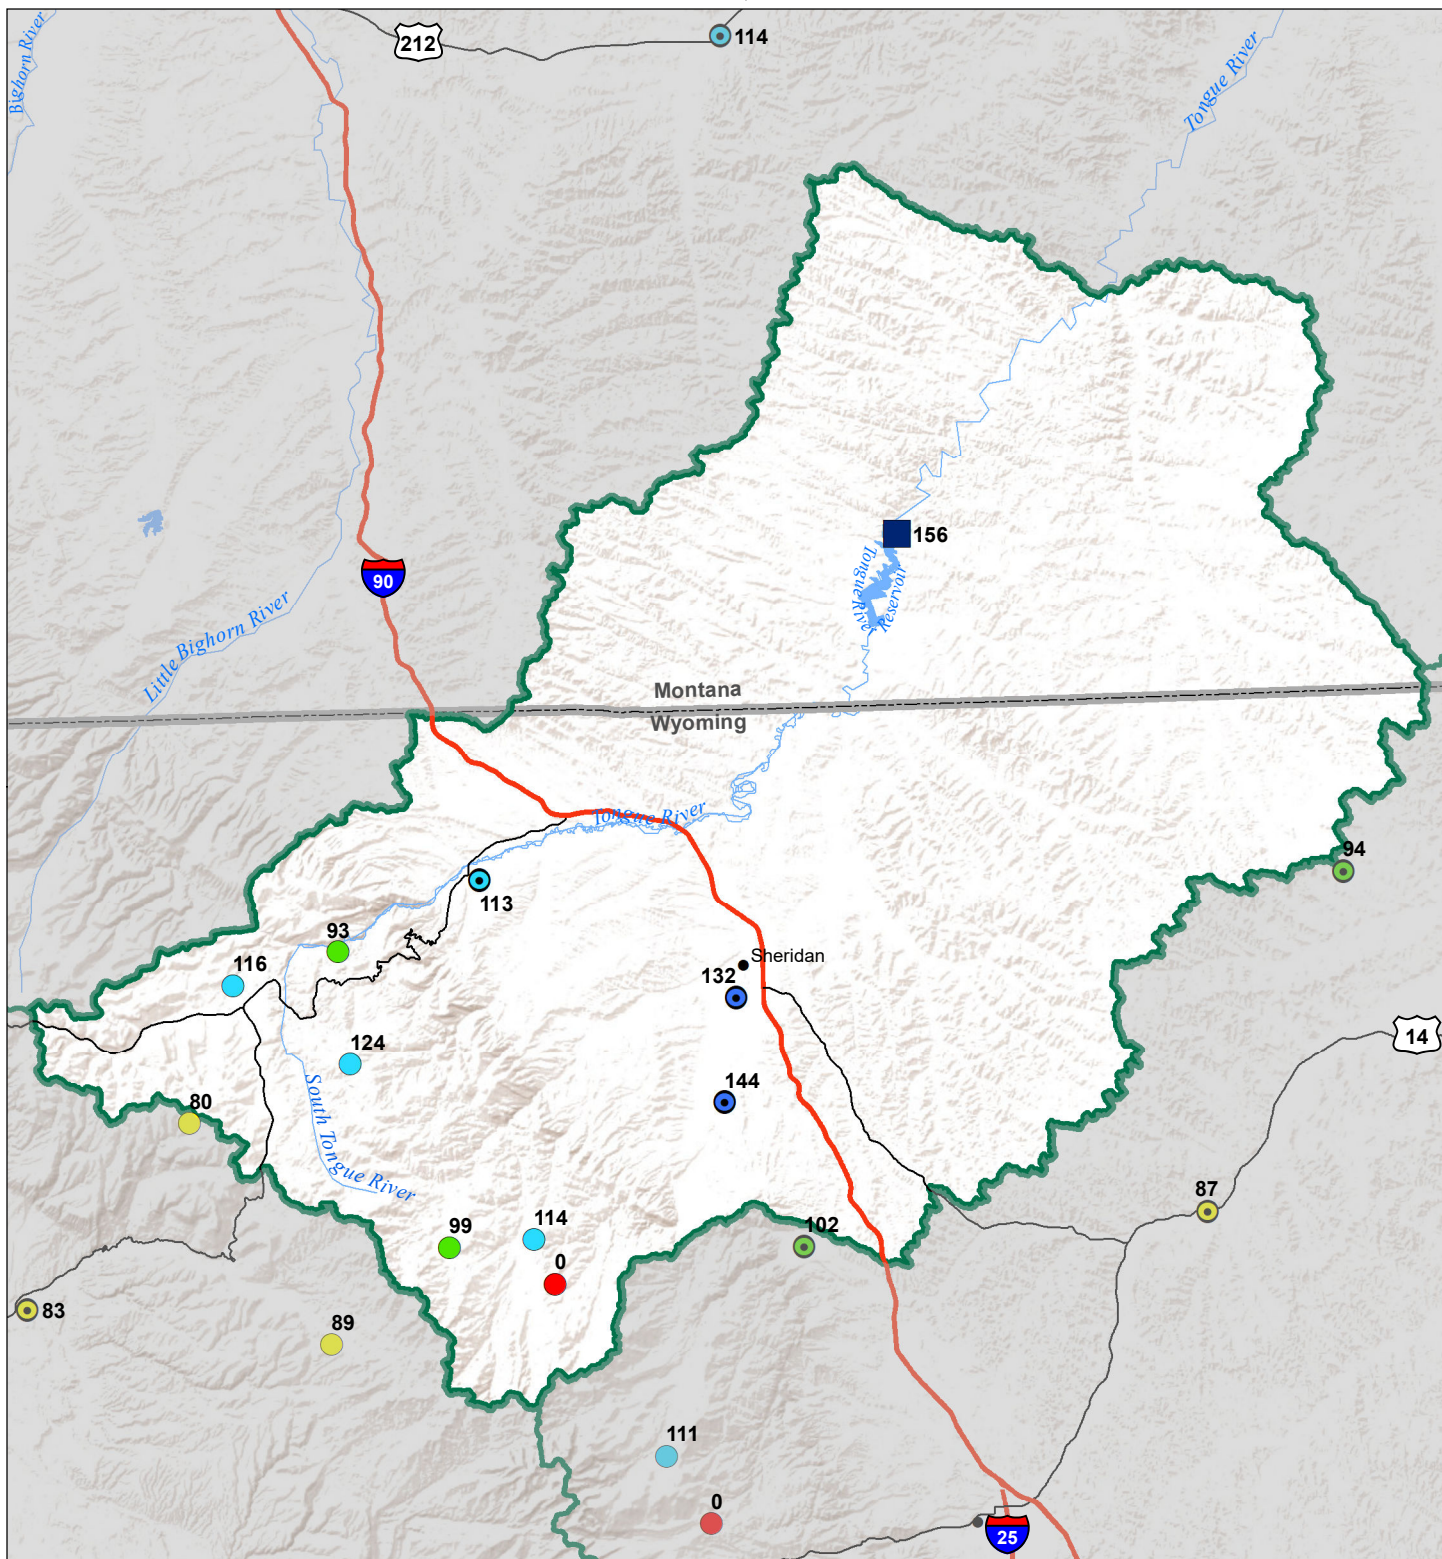 Bighorn River
212
114
Tongue River
156
Tongue River
Reservoir
90
Little Bighorn River
Montana
Wyoming
Tongue River
94
113
93
116
Sheridan
132
124
14
144
80
South Tongue River
87
99
114
102
0
83
89
111
0
25